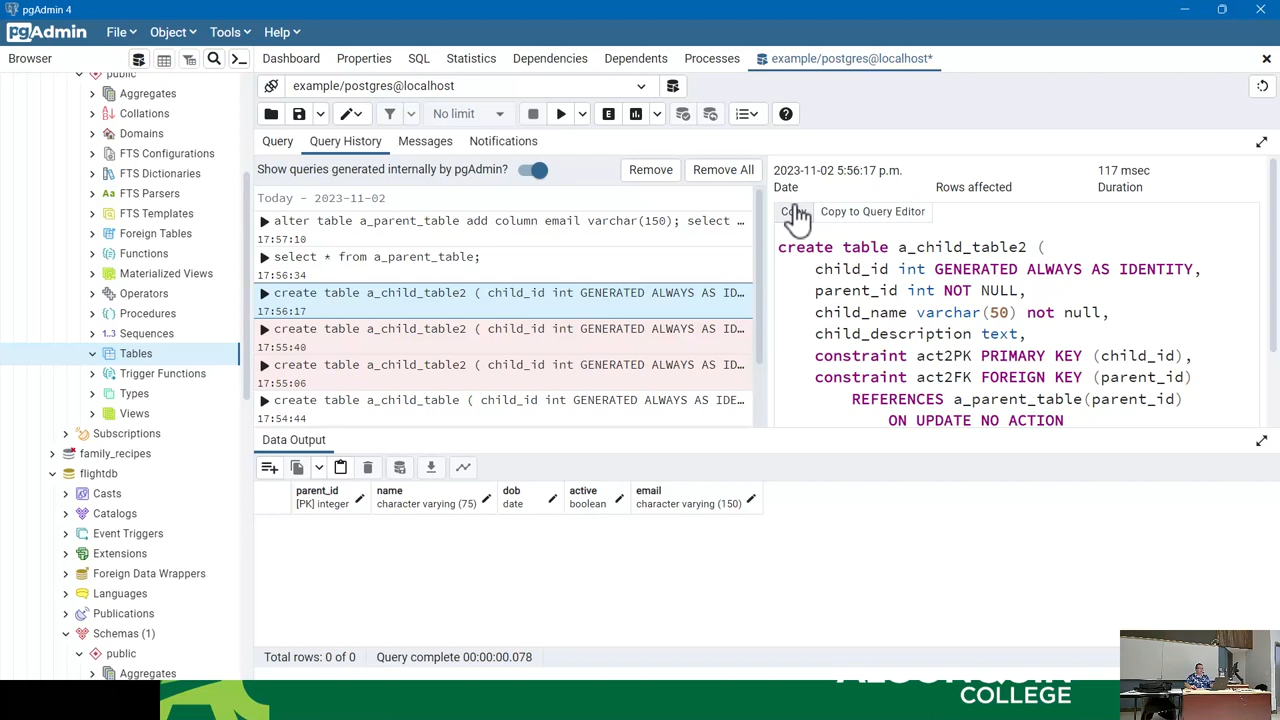 pgAdmin 4
pgAdmin File Object Tools Help
Browser
Dashboard Properties SQL Statistics Dependencies Dependents Processes example/postgres@localhost*
public
Aggregates
Collations
Domains
FTS Configurations
FTS Dictionaries
Aa FTS Parsers
FTS Templates
Foreign Tables
Functions
Materialized Views
Operators
Procedures
1..3 Sequences
Tables
Trigger Functions
Types
Views
Subscriptions
family_recipes
flightdb
Casts
Catalogs
Event Triggers
Extensions
Foreign Data Wrappers
Languages
Publications
Schemas (1)
public
Aggregates
example/postgres@localhost
No limit
E
Query Query History Messages Notifications
Show queries generated internally by pgAdmin? Remove Remove All
Today - 2023-11-02
alter table a_parent_table add column email varchar(150); select …
17:57:10
select * from a_parent_table;
17:56:34
create table a_child_table2 ( child_id int GENERATED ALWAYS AS ID…
17:56:17
create table a_child_table2 ( child_id int GENERATED ALWAYS AS ID…
17:55:40
create table a_child_table2 ( child_id int GENERATED ALWAYS AS ID…
17:55:06
create table a_child_table ( child_id int GENERATED ALWAYS AS IDE…
17:54:44
2023-11-02 5:56:17 p.m. 117 msec
Date Rows affected Duration
Copy Copy to Query Editor
create table a_child_table2 (
child_id int GENERATED ALWAYS AS IDENTITY,
parent_id int NOT NULL,
child_name varchar(50) not null,
child_description text,
constraint act2PK PRIMARY KEY (child_id),
constraint act2FK FOREIGN KEY (parent_id)
REFERENCES a_parent_table(parent_id)
ON UPDATE NO ACTION
Data Output
parent_id name dob active email
[PK] integer character varying (75) date boolean character varying (150)
Total rows: 0 of 0 Query complete 00:00:00.078
ALGONQUIN
COLLEGE